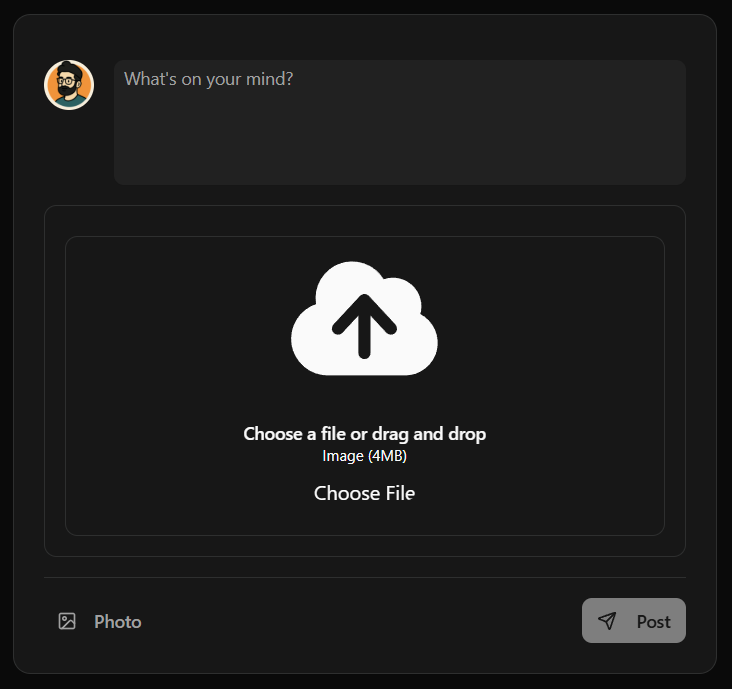 What's on your mind?
Choose a file or drag and drop
Image (4MB)
Choose File
Photo
Post